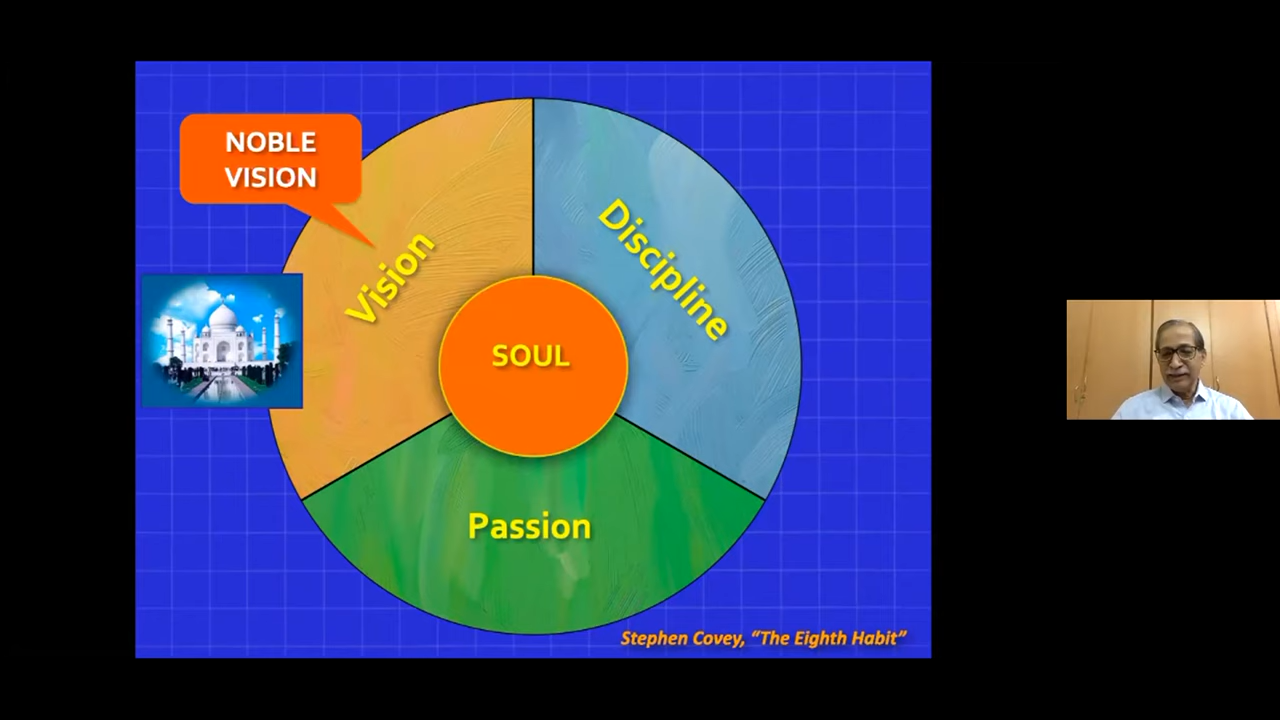 NOBLE
VISION
Vision
Discipline
SOUL
Passion
Stephen Covey, “The Eighth Habit”